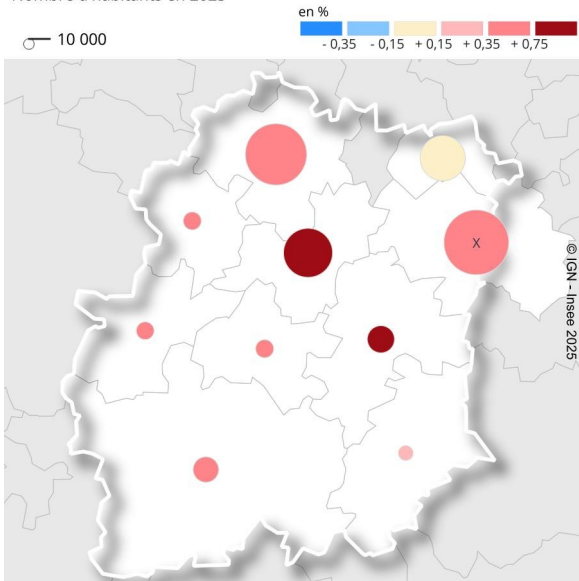 Nombre d'habitants en 2023
10 000
en %
- 0,35 - 0,15 + 0,15 + 0,35 + 0,75
X
© IGN - Insee 2025